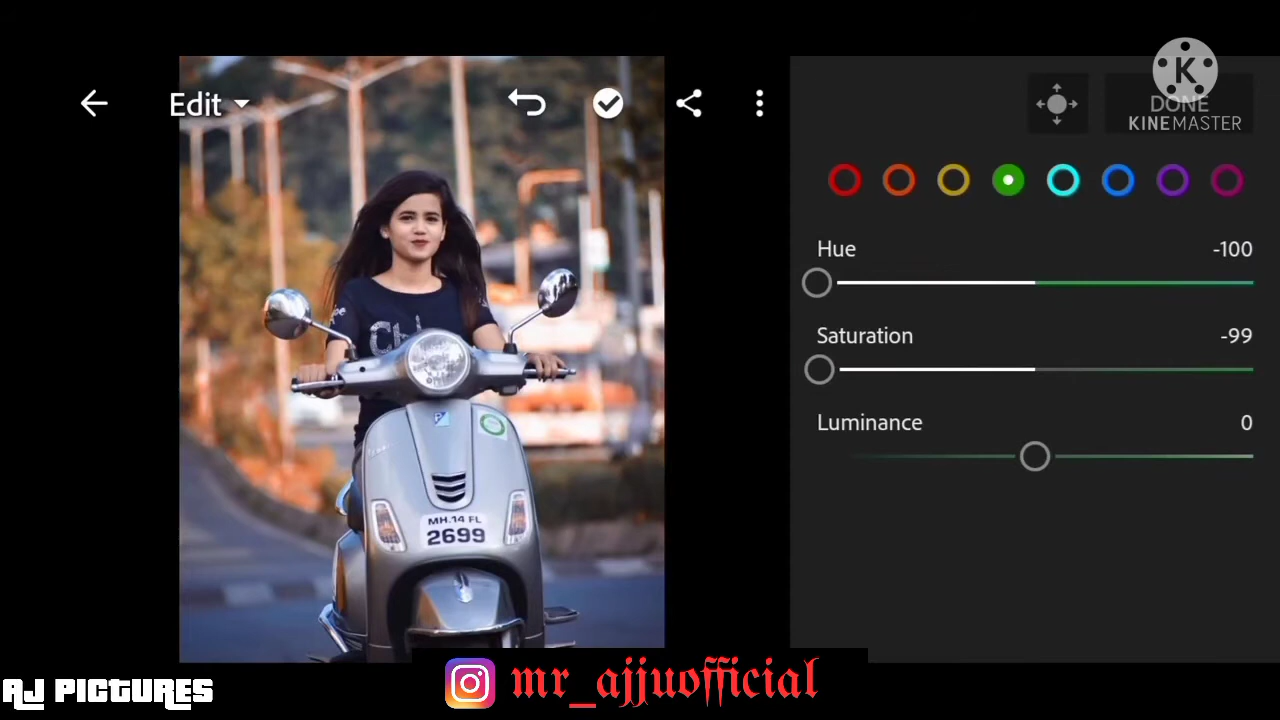 Edit
DONE
KINEMASTER
Hue -100
Saturation -99
Luminance 0
MH.14 FL
2699
AJ PICTURES
mr_ajjuofficial